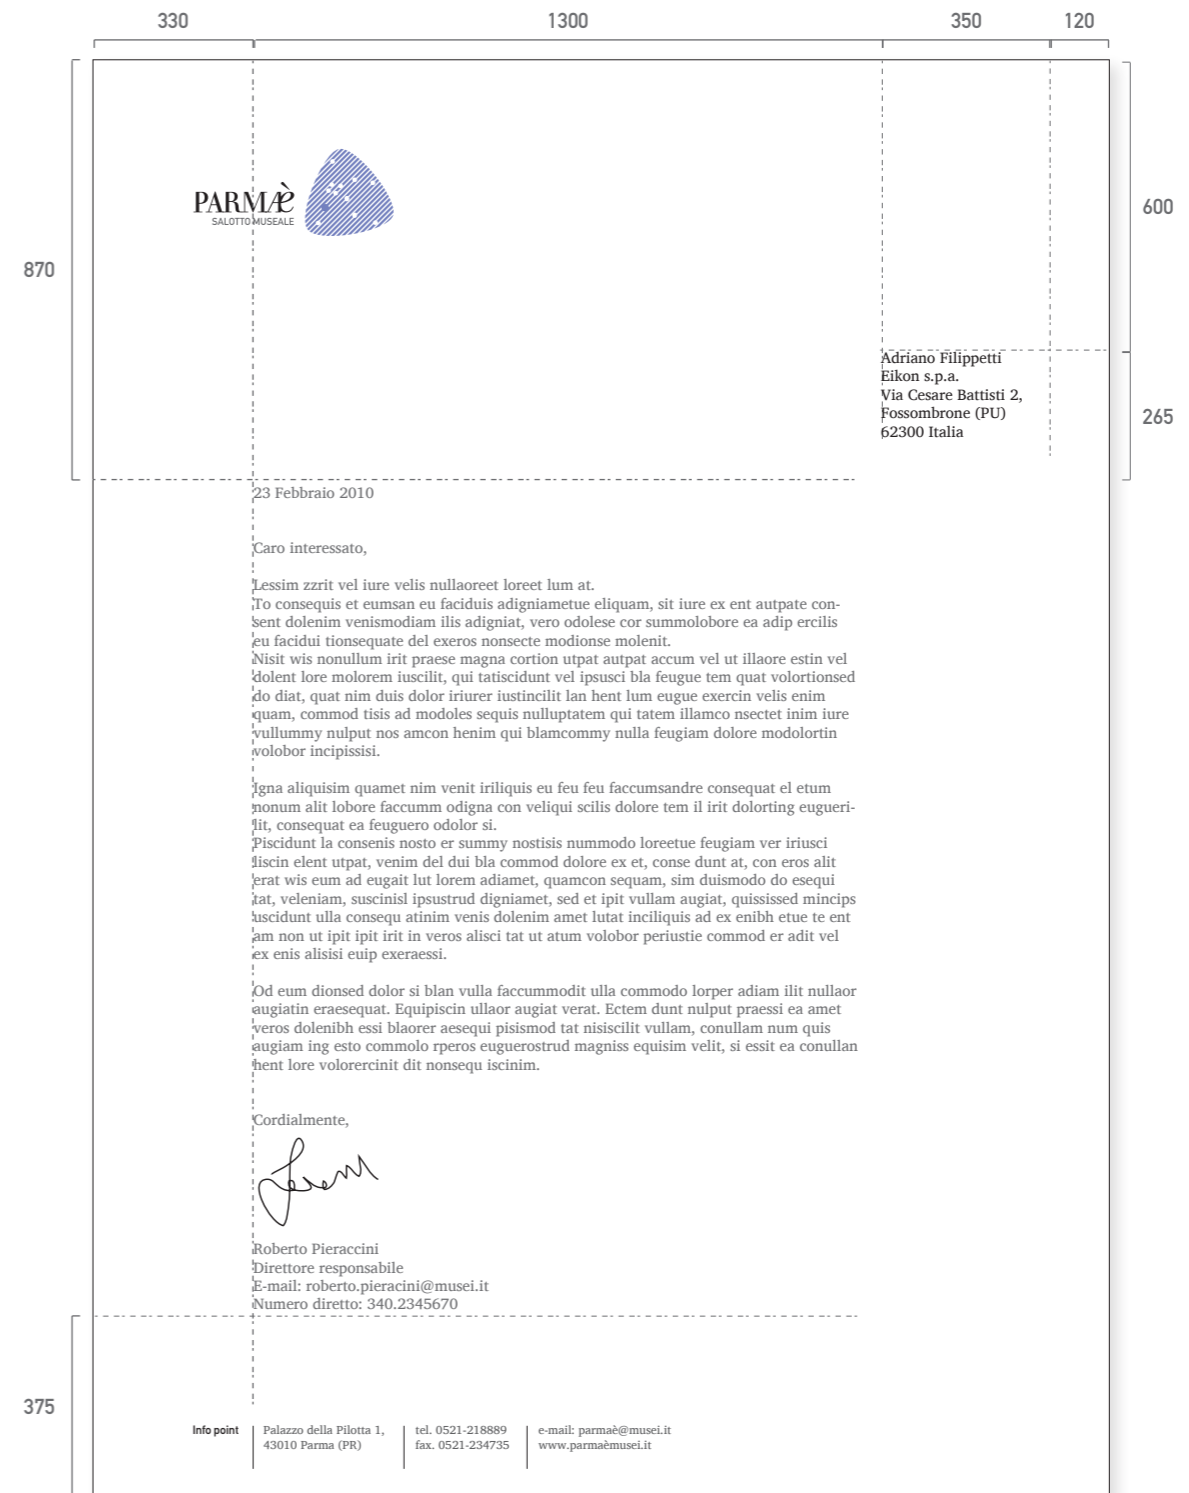 330
1300
350
120
870
600
265
PARMÆ̀
SALOTTO MUSEALE
Adriano Filippetti
Eikon s.p.a.
Via Cesare Battisti 2,
Fossombrone (PU)
62300 Italia
23 Febbraio 2010
Caro interessato,
Lessim zzrit vel iure velis nullaoreet loreet lum at.
To consequis et eumsan eu faciduis adigniametue eliquam, sit iure ex ent autpate con-
sent dolenim venismodiam ilis adigniat, vero odolese cor summolobore ea adip ercilis
eu facidui tionsequate del exeros nonsecte modionse molenit.
Nisit wis nonullum irit praese magna cortion utpat autpat accum vel ut illaore estin vel
dolent lore molorem iuscilit, qui tatiscidunt vel ipsusci bla feugue tem quat volortionsed
do diat, quat nim duis dolor iriurer iustincilit lan hent lum eugue exercin velis enim
quam, commod tisis ad modoles sequis nulluptatem qui tatem illamco nsectet inim iure
vullummy nulput nos amcon henim qui blamcommy nulla feugiam dolore modolortin
volobor incipissisi.
Igna aliquisim quamet nim venit iriliquis eu feu feu faccumsandre consequat el etum
nonum alit lobore faccumm odigna con veliqui scilis dolore tem il irit dolorting eugueri-
lit, consequat ea feuguero odolor si.
Piscidunt la consenis nosto er summy nostisis nummodo loreetue feugiam ver iriusci
liscin elent utpat, venim del dui bla commod dolore ex et, conse dunt at, con eros alit
erat wis eum ad eugait lut lorem adiamet, quamcon sequam, sim duismodo do esequi
tat, veleniam, suscinisl ipsustrud digniamet, sed et ipit vullam augiat, quississed mincips
uscidunt ulla consequ atinim venis dolenim amet lutat inciliquis ad ex enibh etue te ent
am non ut ipit ipit irit in veros alisci tat ut atum volobor periustie commod er adit vel
ex enis alisisi euip exeraessi.
Od eum dionsed dolor si blan vulla faccummodit ulla commodo lorper adiam ilit nullaor
augiatin eraesequat. Equipiscin ullaor augiat verat. Ectem dunt nulput praessi ea amet
veros dolenibh essi blaorer aesequi pisismod tat nisiscilit vullam, conullam num quis
augiam ing esto commolo rperos euguerostrud magniss equisim velit, si essit ea conullan
hent lore volorercinit dit nonsequ iscinim.
Cordialmente,
Roberto Pieraccini
Direttore responsabile
E-mail: roberto.pieracini@musei.it
Numero diretto: 340.2345670
375
Info point
Palazzo della Pilotta 1,
43010 Parma (PR)
tel. 0521-218889
fax. 0521-234735
e-mail: parmaè@musei.it
www.parmaèmusei.it